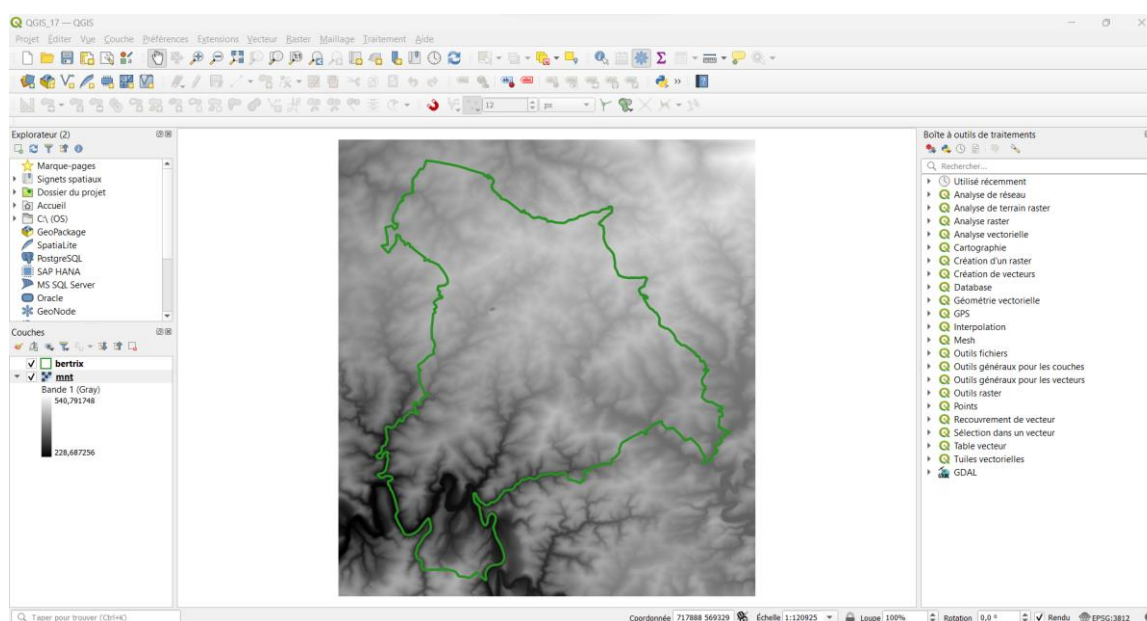 QGIS_17 — QGIS
Projet Éditer Vue Couche Préférences Extensions Vecteur Raster Maillage Traitement Aide
12 px
Explorateur (2)
Marque-pages
Signets spatiaux
Dossier du projet
Accueil
C:\ (OS)
GeoPackage
SpatiaLite
PostgreSQL
SAP HANA
MS SQL Server
Oracle
GeoNode
Couches
bertrix
mnt
Bande 1 (Gray)
540,791748
228,687256
Boîte à outils de traitements
Rechercher...
Utilisé récemment
Analyse de réseau
Analyse de terrain raster
Analyse raster
Analyse vectorielle
Cartographie
Création d'un raster
Création de vecteurs
Database
Géométrie vectorielle
GPS
Interpolation
Mesh
Outils fichiers
Outils généraux pour les couches
Outils généraux pour les vecteurs
Outils raster
Points
Recouvrement de vecteur
Sélection dans un vecteur
Table vecteur
Tuiles vectorielles
GDAL
Taper pour trouver (Ctrl+K)
Coordonnée 717888 569329 Échelle 1:120925 Loupe 100% Rotation 0,0 ° Rendu EPSG:3812